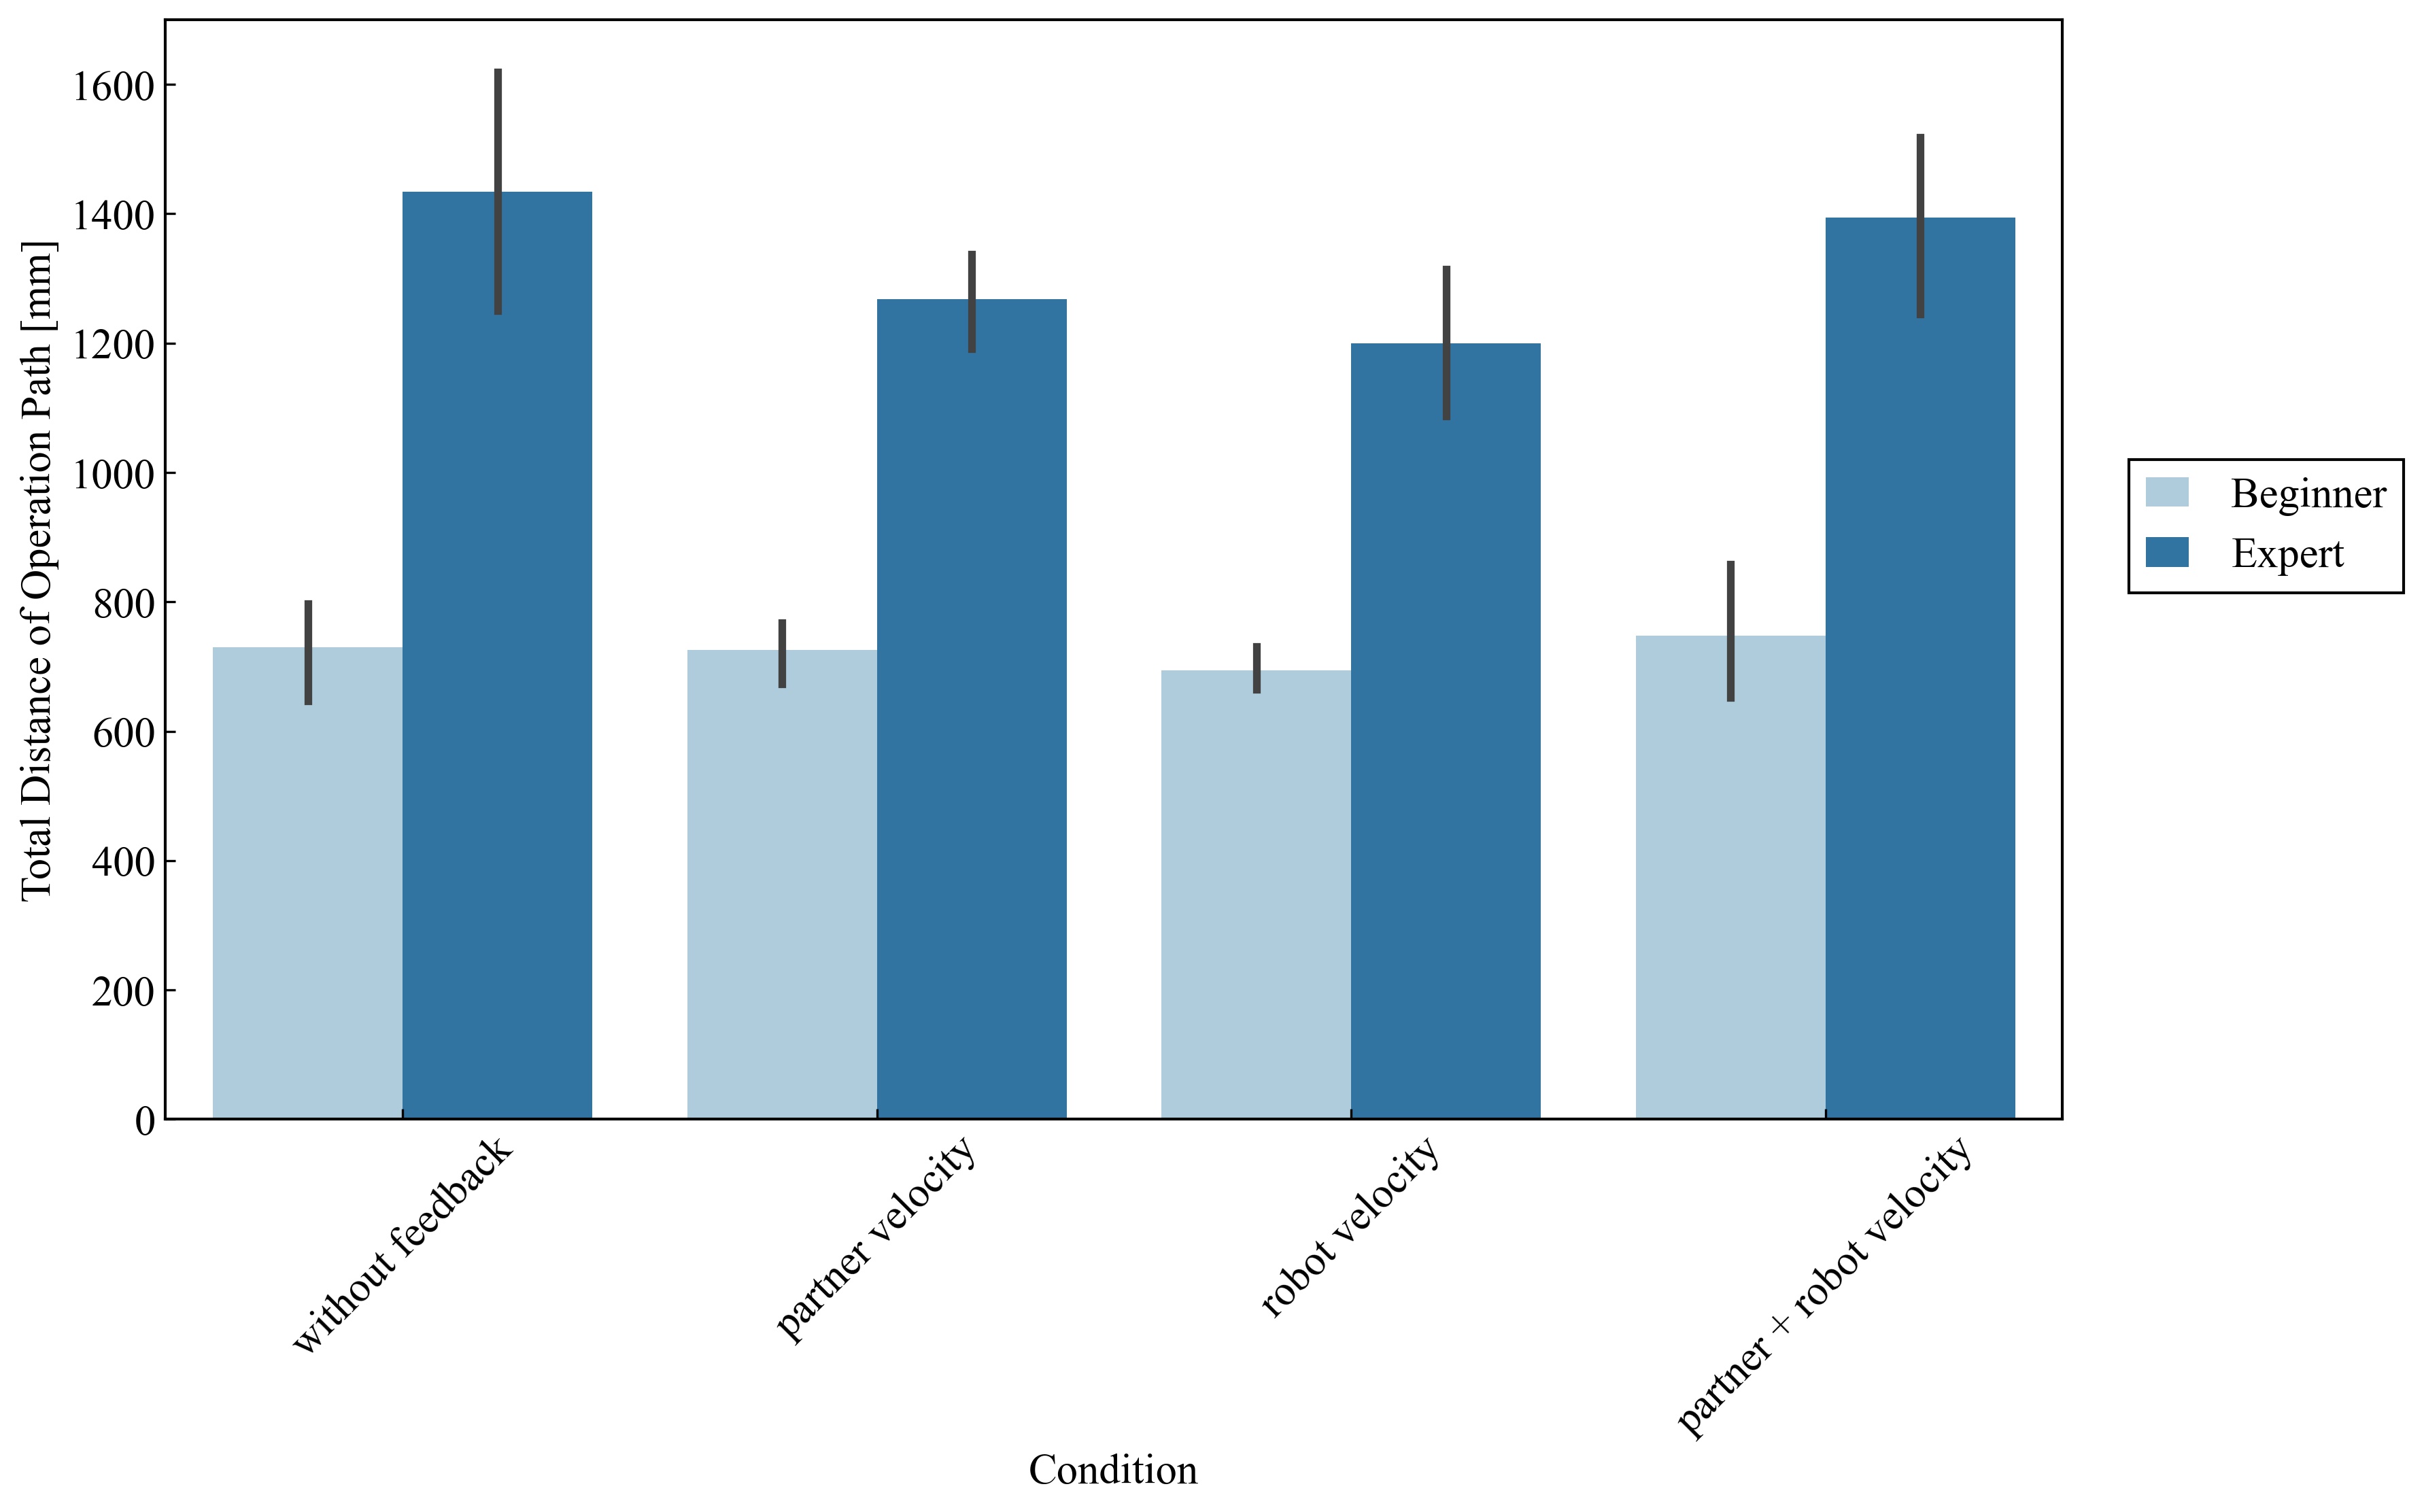 Total Distance of Operation Path [mm]
1600
1400
1200
1000
800
600
400
200
0
without feedback
partner velocity
robot velocity
partner + robot velocity
Condition
Beginner
Expert